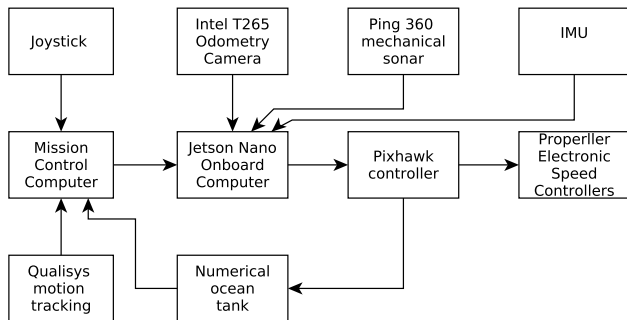 Joystick
Intel T265
Odometry
Camera
Ping 360
mechanical
sonar
IMU
Mission
Control
Computer
Jetson Nano
Onboard
Computer
Pixhawk
controller
Properller
Electronic
Speed
Controllers
Qualisys
motion
tracking
Numerical
ocean
tank